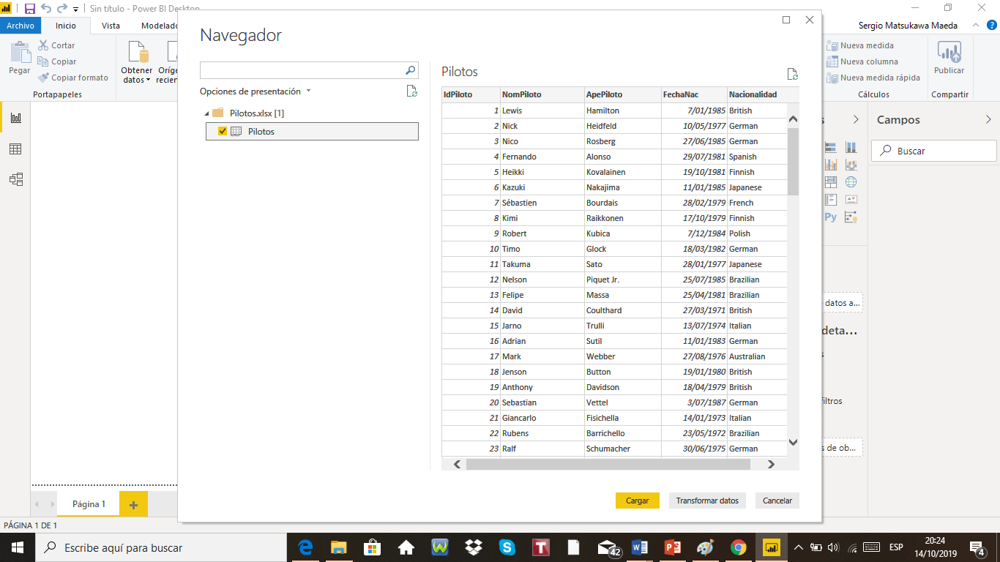 Sin título - Power BI Desktop
Archivo Inicio Vista Modelado
Sergio Matsukawa Maeda
Pegar
Cortar
Copiar
Copiar formato
Portapapeles
Obtener datos
Nueva medida
Nueva columna
Nueva medida rápida
Cálculos
Publicar
Compartir
Navegador
Opciones de presentación
Pilotos.xlsx [1]
Pilotos
Pilotos
IdPiloto NomPiloto ApePiloto FechaNac Nacionalidad
1 Lewis Hamilton 7/01/1985 British
2 Nick Heidfeld 10/05/1977 German
3 Nico Rosberg 27/06/1985 German
4 Fernando Alonso 29/07/1981 Spanish
5 Heikki Kovalainen 19/10/1981 Finnish
6 Kazuki Nakajima 11/01/1985 Japanese
7 Sébastien Bourdais 28/02/1979 French
8 Kimi Raikkonen 17/10/1979 Finnish
9 Robert Kubica 7/12/1984 Polish
10 Timo Glock 18/03/1982 German
11 Takuma Sato 28/01/1977 Japanese
12 Nelson Piquet Jr. 25/07/1985 Brazilian
13 Felipe Massa 25/04/1981 Brazilian
14 David Coulthard 27/03/1971 British
15 Jarno Trulli 13/07/1974 Italian
16 Adrian Sutil 11/01/1983 German
17 Mark Webber 27/08/1976 Australian
18 Jenson Button 19/01/1980 British
19 Anthony Davidson 18/04/1979 British
20 Sebastian Vettel 3/07/1987 German
21 Giancarlo Fisichella 14/01/1973 Italian
22 Rubens Barrichello 23/05/1972 Brazilian
23 Ralf Schumacher 30/06/1975 German
Cargar Transformar datos Cancelar
Campos
Buscar
Py
datos a...
deta...
filtros
s de ob...
Página 1
PÁGINA 1 DE 1
Escribe aquí para buscar
42
ESP
20:24
14/10/2019
4